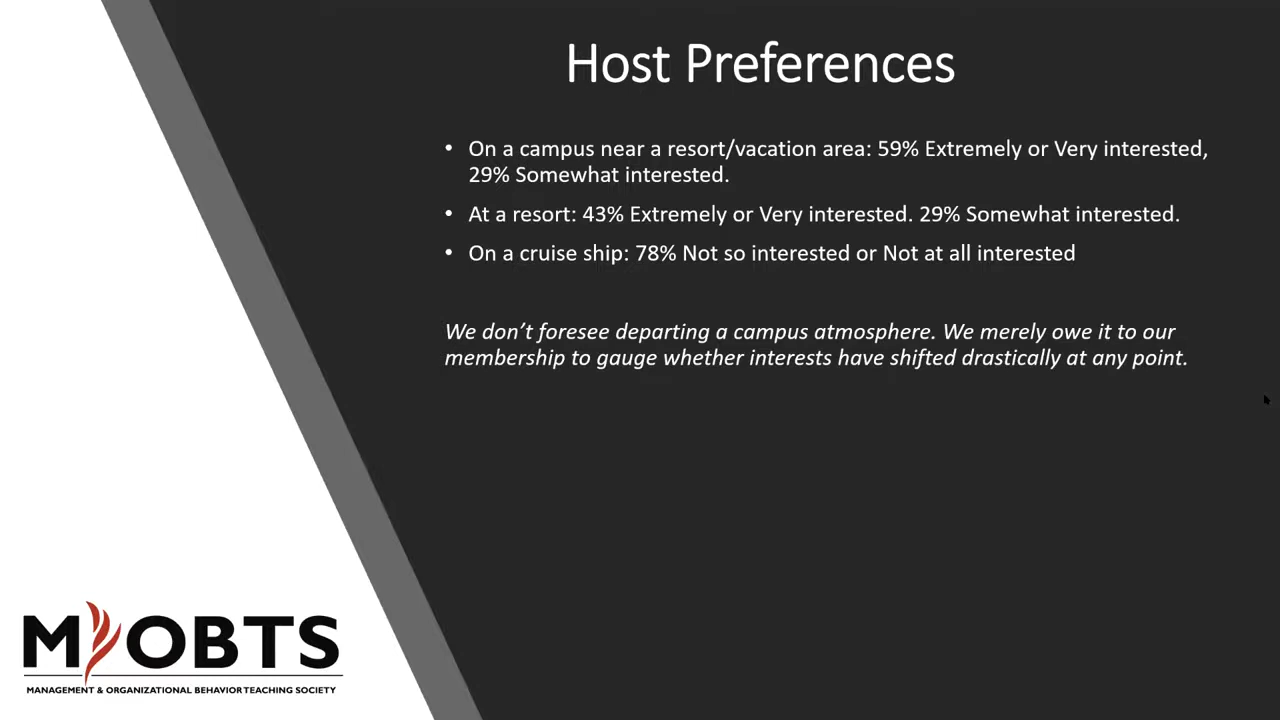 Host Preferences
• On a campus near a resort/vacation area: 59% Extremely or Very interested,
29% Somewhat interested.
• At a resort: 43% Extremely or Very interested. 29% Somewhat interested.
• On a cruise ship: 78% Not so interested or Not at all interested
We don’t foresee departing a campus atmosphere. We merely owe it to our
membership to gauge whether interests have shifted drastically at any point.
M OBTS
MANAGEMENT & ORGANIZATIONAL BEHAVIOR TEACHING SOCIETY